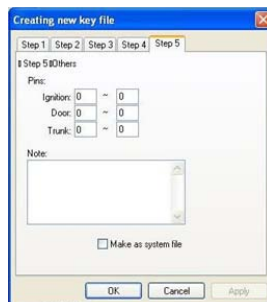 Creating new key file
Step 1 Step 2 Step 3 Step 4 Step 5
Step 5 Others
Pins:
Ignition: 0 ~ 0
Door: 0 ~ 0
Trunk: 0 ~ 0
Note:
Make as system file
OK Cancel Apply